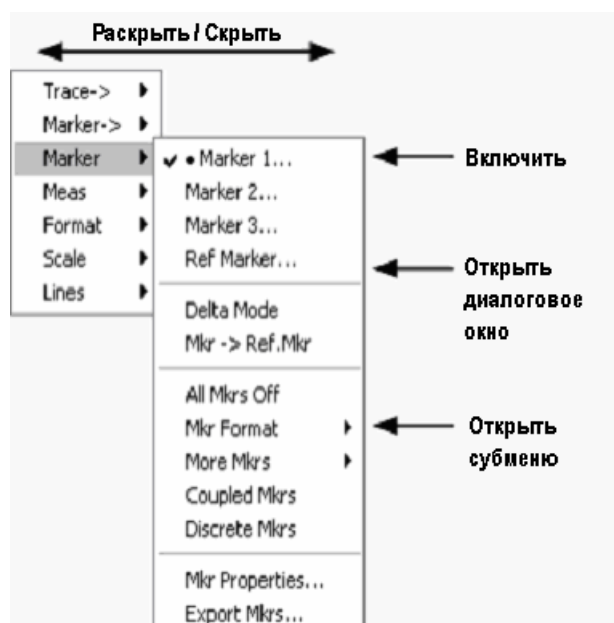 Раскрыть / Скрыть
Trace->
Marker->
Marker
Meas
Format
Scale
Lines
✓ • Marker 1...
Marker 2...
Marker 3...
Ref Marker...
Delta Mode
Mkr -> Ref.Mkr
All Mkrs Off
Mkr Format
More Mkrs
Coupled Mkrs
Discrete Mkrs
Mkr Properties...
Export Mkrs...
Включить
Открыть
диалоговое
окно
Открыть
субменю